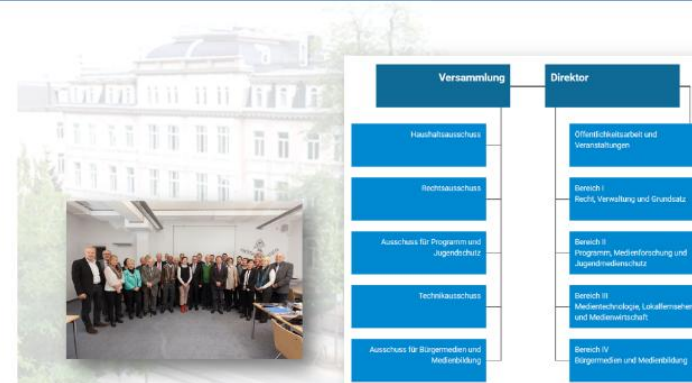 Versammlung
Direktor
Haushaltsausschuss
Öffentlichkeitsarbeit und
Veranstaltungen
Rechtsausschuss
Bereich I
Recht, Verwaltung und Grundsatz
Ausschuss für Programm und
Jugendschutz
Bereich II
Programm, Medienforschung und
Jugendmedienschutz
Technikausschuss
Bereich III
Medientechnologie, Lokalfernsehen
und Medienwirtschaft
Ausschuss für Bürgermedien und
Medienbildung
Bereich IV
Bürgermedien und Medienbildung